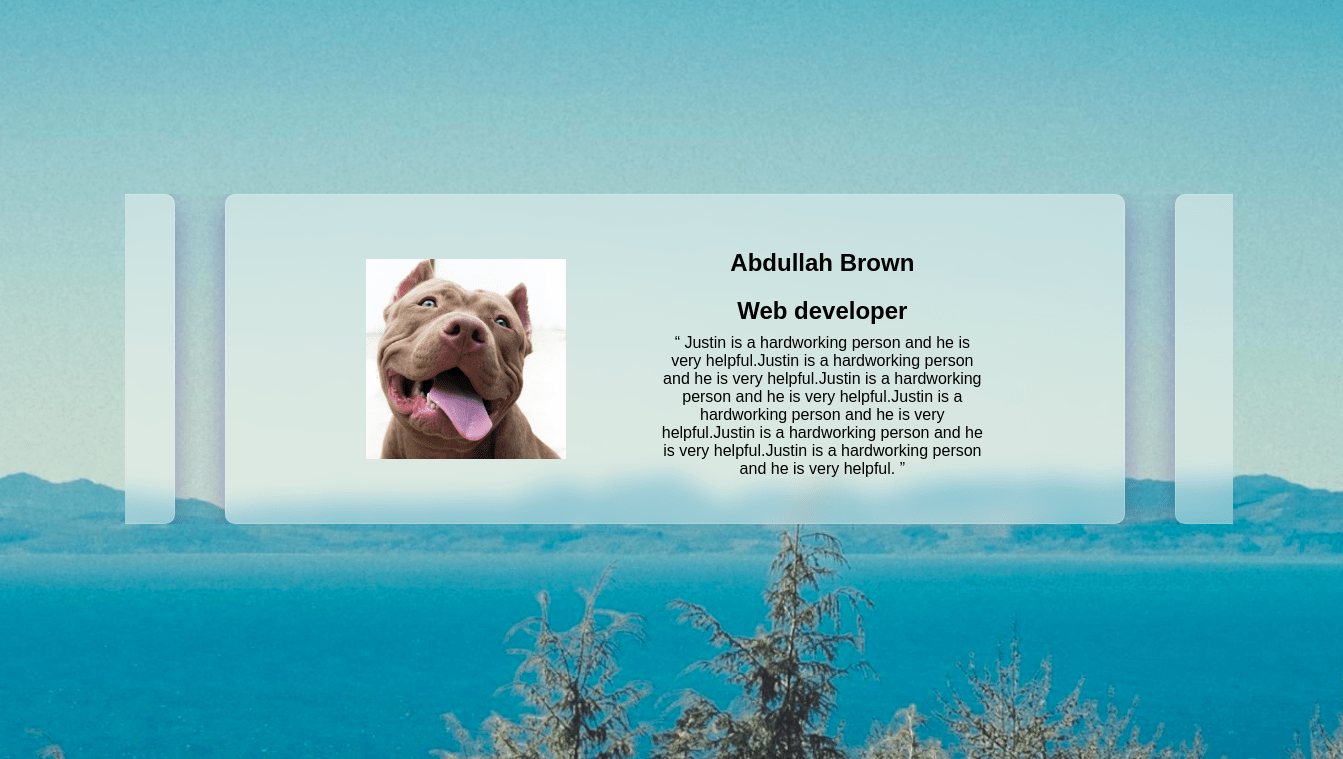 Abdullah Brown
Web developer
“ Justin is a hardworking person and he is
very helpful.Justin is a hardworking person
and he is very helpful.Justin is a hardworking
person and he is very helpful.Justin is a
hardworking person and he is very
helpful.Justin is a hardworking person and he
is very helpful.Justin is a hardworking person
and he is very helpful. ”